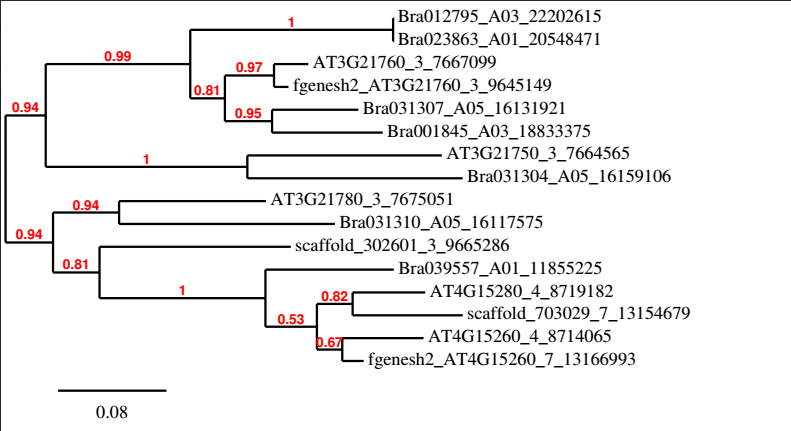 Bra012795_A03_22202615
1
Bra023863_A01_20548471
0.99
AT3G21760_3_7667099
0.97
fgenesh2_AT3G21760_3_9645149
0.81
0.94
Bra031307_A05_16131921
0.95
Bra001845_A03_18833375
AT3G21750_3_7664565
1
Bra031304_A05_16159106
AT3G21780_3_7675051
0.94
Bra031310_A05_16117575
0.94
scaffold_302601_3_9665286
0.81
Bra039557_A01_11855225
1
AT4G15280_4_8719182
0.82
scaffold_703029_7_13154679
0.53
AT4G15260_4_8714065
0.67
fgenesh2_AT4G15260_7_13166993
0.08